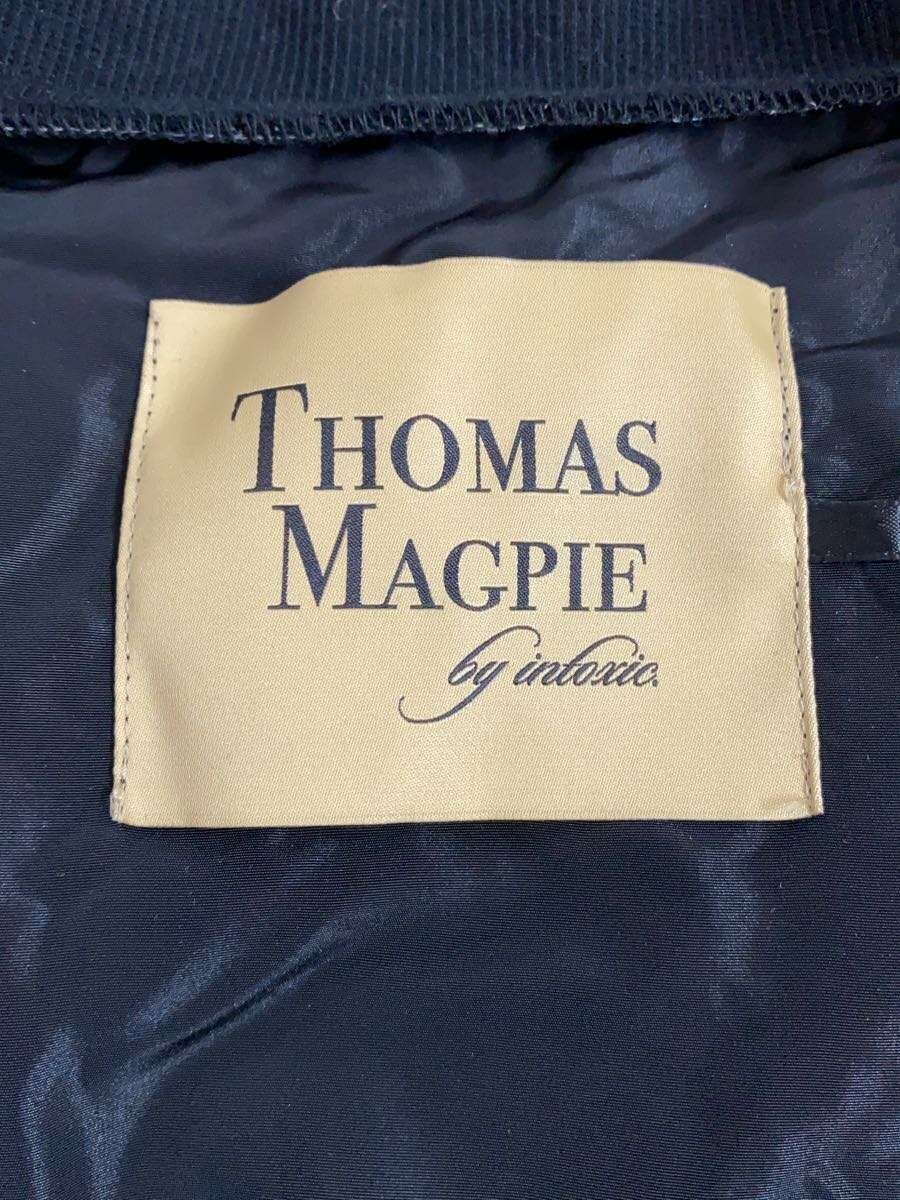 THOMAS
MAGPIE
by intoxic.